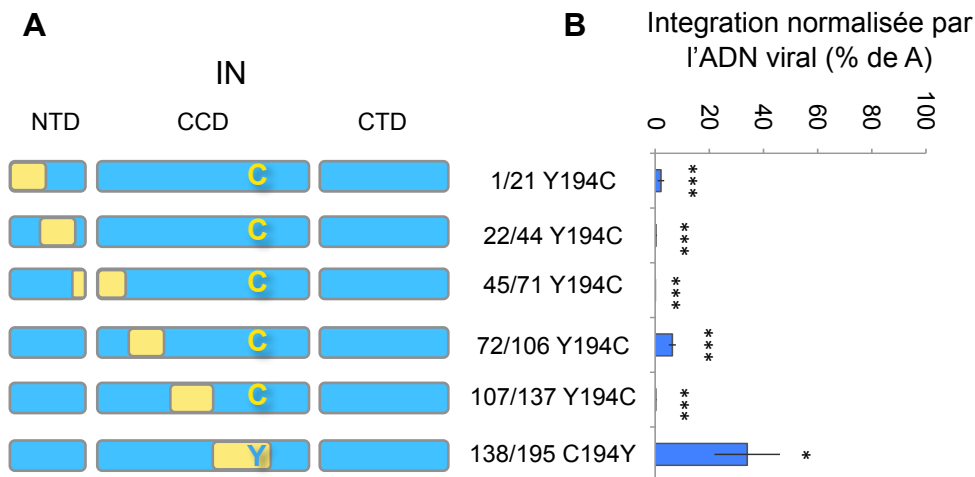 A
IN
NTD CCD CTD
C
C
C
C
C
Y
B
Integration normalisée par
l'ADN viral (% de A)
0 20 40 60 80 100
1/21 Y194C ***
22/44 Y194C ***
45/71 Y194C ***
72/106 Y194C ***
107/137 Y194C ***
138/195 C194Y *